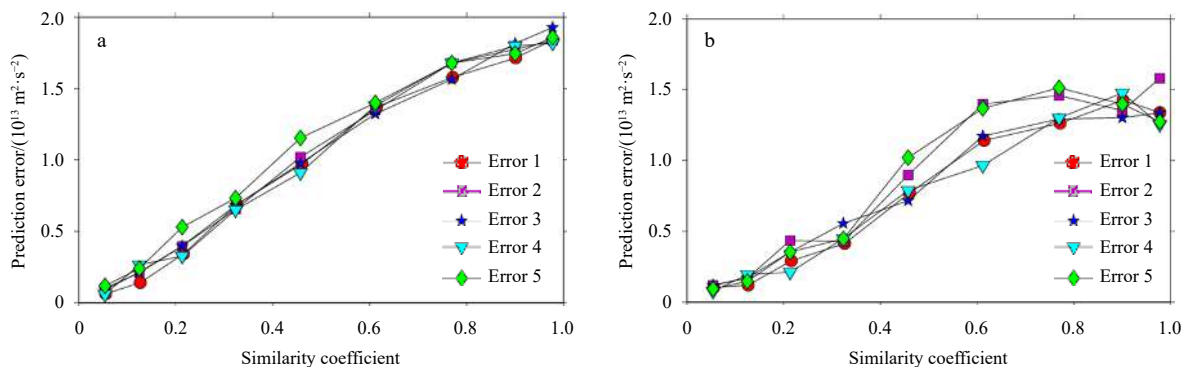 a
2.0
1.5
1.0
0.5
0
0
0.2
0.4
0.6
0.8
1.0
Prediction error/(10¹³ m²·s⁻²)
Similarity coefficient
Error 1
Error 2
Error 3
Error 4
Error 5
b
2.0
1.5
1.0
0.5
0
0
0.2
0.4
0.6
0.8
1.0
Prediction error/(10¹³ m²·s⁻²)
Similarity coefficient
Error 1
Error 2
Error 3
Error 4
Error 5